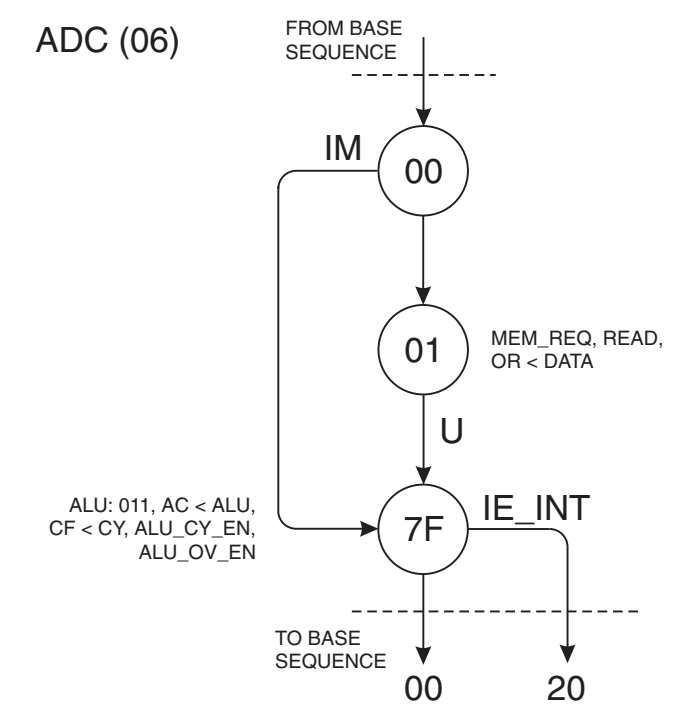 ADC (06)
FROM BASE
SEQUENCE
IM
00
01
MEM_REQ, READ,
OR < DATA
U
ALU: 011, AC < ALU,
CF < CY, ALU_CY_EN,
ALU_OV_EN
7F
IE_INT
TO BASE
SEQUENCE
00
20